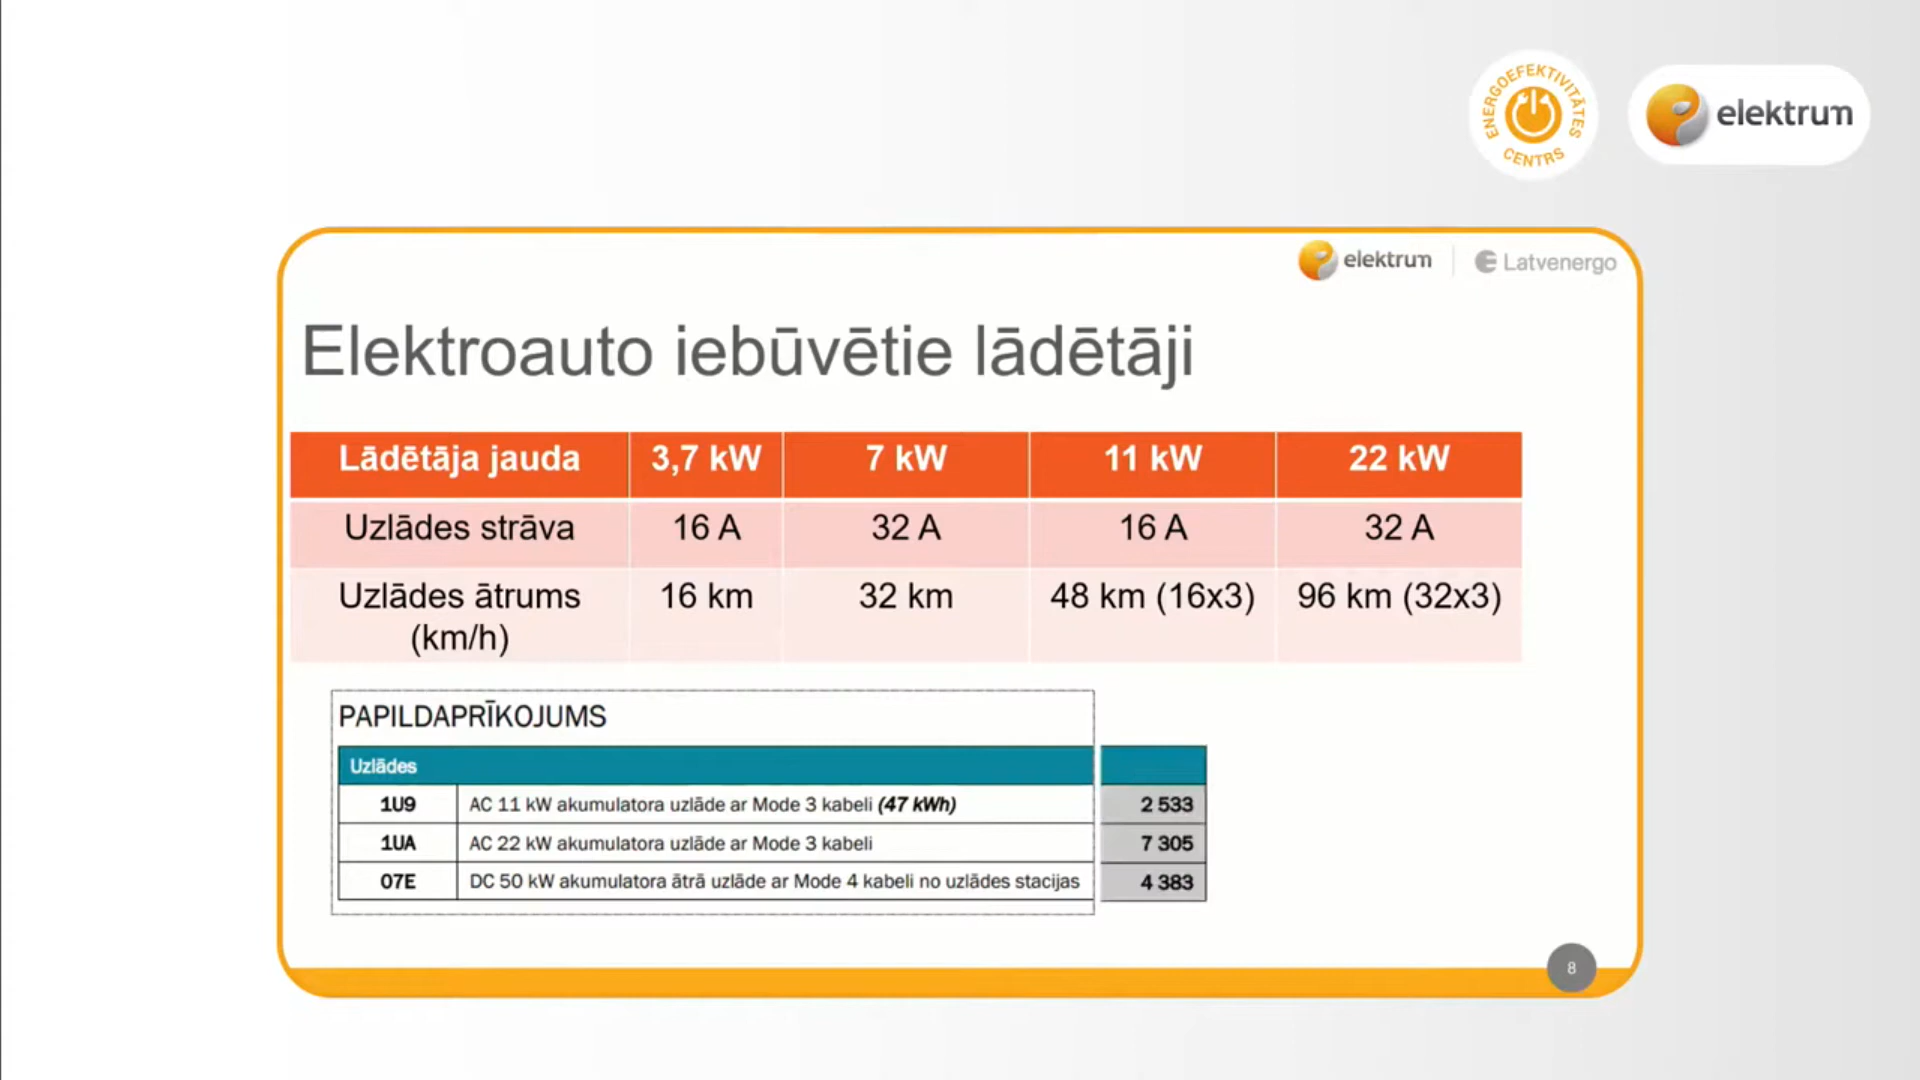 ENERGOEFEKTIVITĀTES
CENTRS
elektrum
elektrum
Latvenergo
Elektroauto iebūvētie lādētāji
Lādētāja jauda 3,7 kW 7 kW 11 kW 22 kW
Uzlādes strāva 16 A 32 A 16 A 32 A
Uzlādes ātrums 16 km 32 km 48 km (16x3) 96 km (32x3)
(km/h)
PAPILDAPRĪKOJUMS
Uzlādes
1U9 AC 11 kW akumulatora uzlāde ar Mode 3 kabeli (47 kWh) 2 533
1UA AC 22 kW akumulatora uzlāde ar Mode 3 kabeli 7 305
07E DC 50 kW akumulatora ātrā uzlāde ar Mode 4 kabeli no uzlādes stacijas 4 383
8